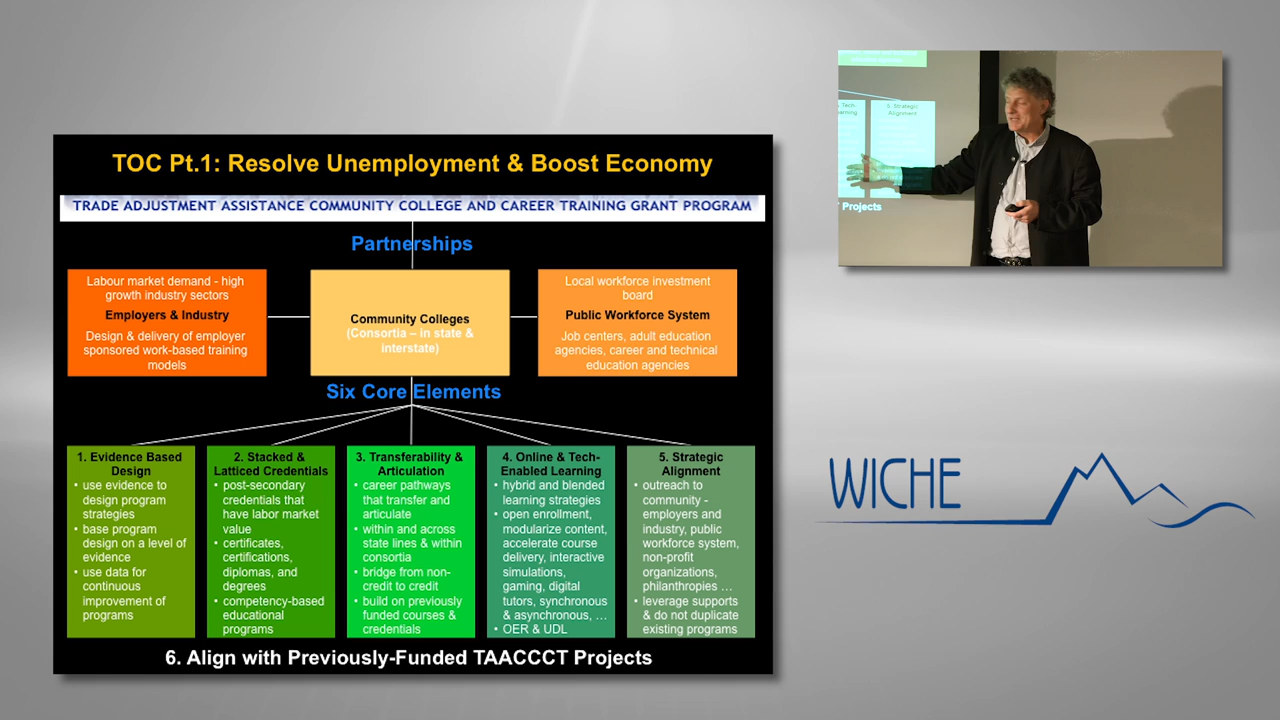 TOC Pt.1: Resolve Unemployment & Boost Economy
TRADE ADJUSTMENT ASSISTANCE COMMUNITY COLLEGE AND CAREER TRAINING GRANT PROGRAM
Partnerships
Labour market demand - high
growth industry sectors
Employers & Industry
Design & delivery of employer
sponsored work-based training
models
Community Colleges
(Consortia – in state &
interstate)
Local workforce investment
board
Public Workforce System
Job centers, adult education
agencies, career and technical
education agencies
Six Core Elements
1. Evidence Based
Design
• use evidence to
design program
strategies
• base program
design on a level of
evidence
• use data for
continuous
improvement of
programs
2. Stacked &
Latticed Credentials
• post-secondary
credentials that
have labor market
value
• certificates,
certifications,
diplomas, and
degrees
• competency-based
educational
programs
3. Transferability &
Articulation
• career pathways
that transfer and
articulate
• within and across
state lines & within
consortia
• bridge from non-
credit to credit
• build on previously
funded courses &
credentials
4. Online & Tech-
Enabled Learning
• hybrid and blended
learning strategies
• open enrollment,
modularize content,
accelerate course
delivery, interactive
simulations,
gaming, digital
tutors, synchronous
& asynchronous, …
• OER & UDL
5. Strategic
Alignment
• outreach to
community -
employers and
industry, public
workforce system,
non-profit
organizations,
philanthropies …
• leverage supports
& do not duplicate
existing programs
6. Align with Previously-Funded TAACCCT Projects
Tech-
5. Strategic
Alignment
Projects
WICHE